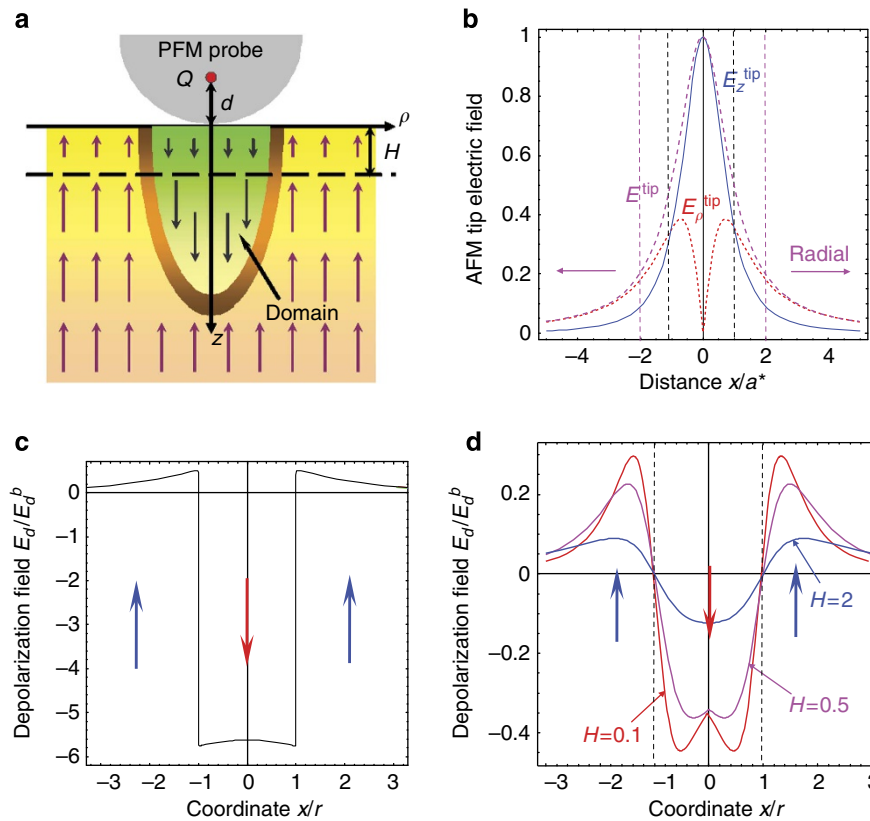 a
PFM probe
Q
d
ρ
H
Domain
z
b
AFM tip electric field
1
0.8
0.6
0.4
0.2
0
E_z^tip
E^tip
E_ρ^tip
Radial
−4 −2 0 2 4
Distance x/a*
c
Depolarization field E_d/E_d^b
0
−1
−2
−3
−4
−5
−6
−3 −2 −1 0 1 2 3
Coordinate x/r
d
Depolarization field E_d/E_d^b
0.2
0
−0.2
−0.4
H=2
H=0.5
H=0.1
−3 −2 −1 0 1 2 3
Coordinate x/r